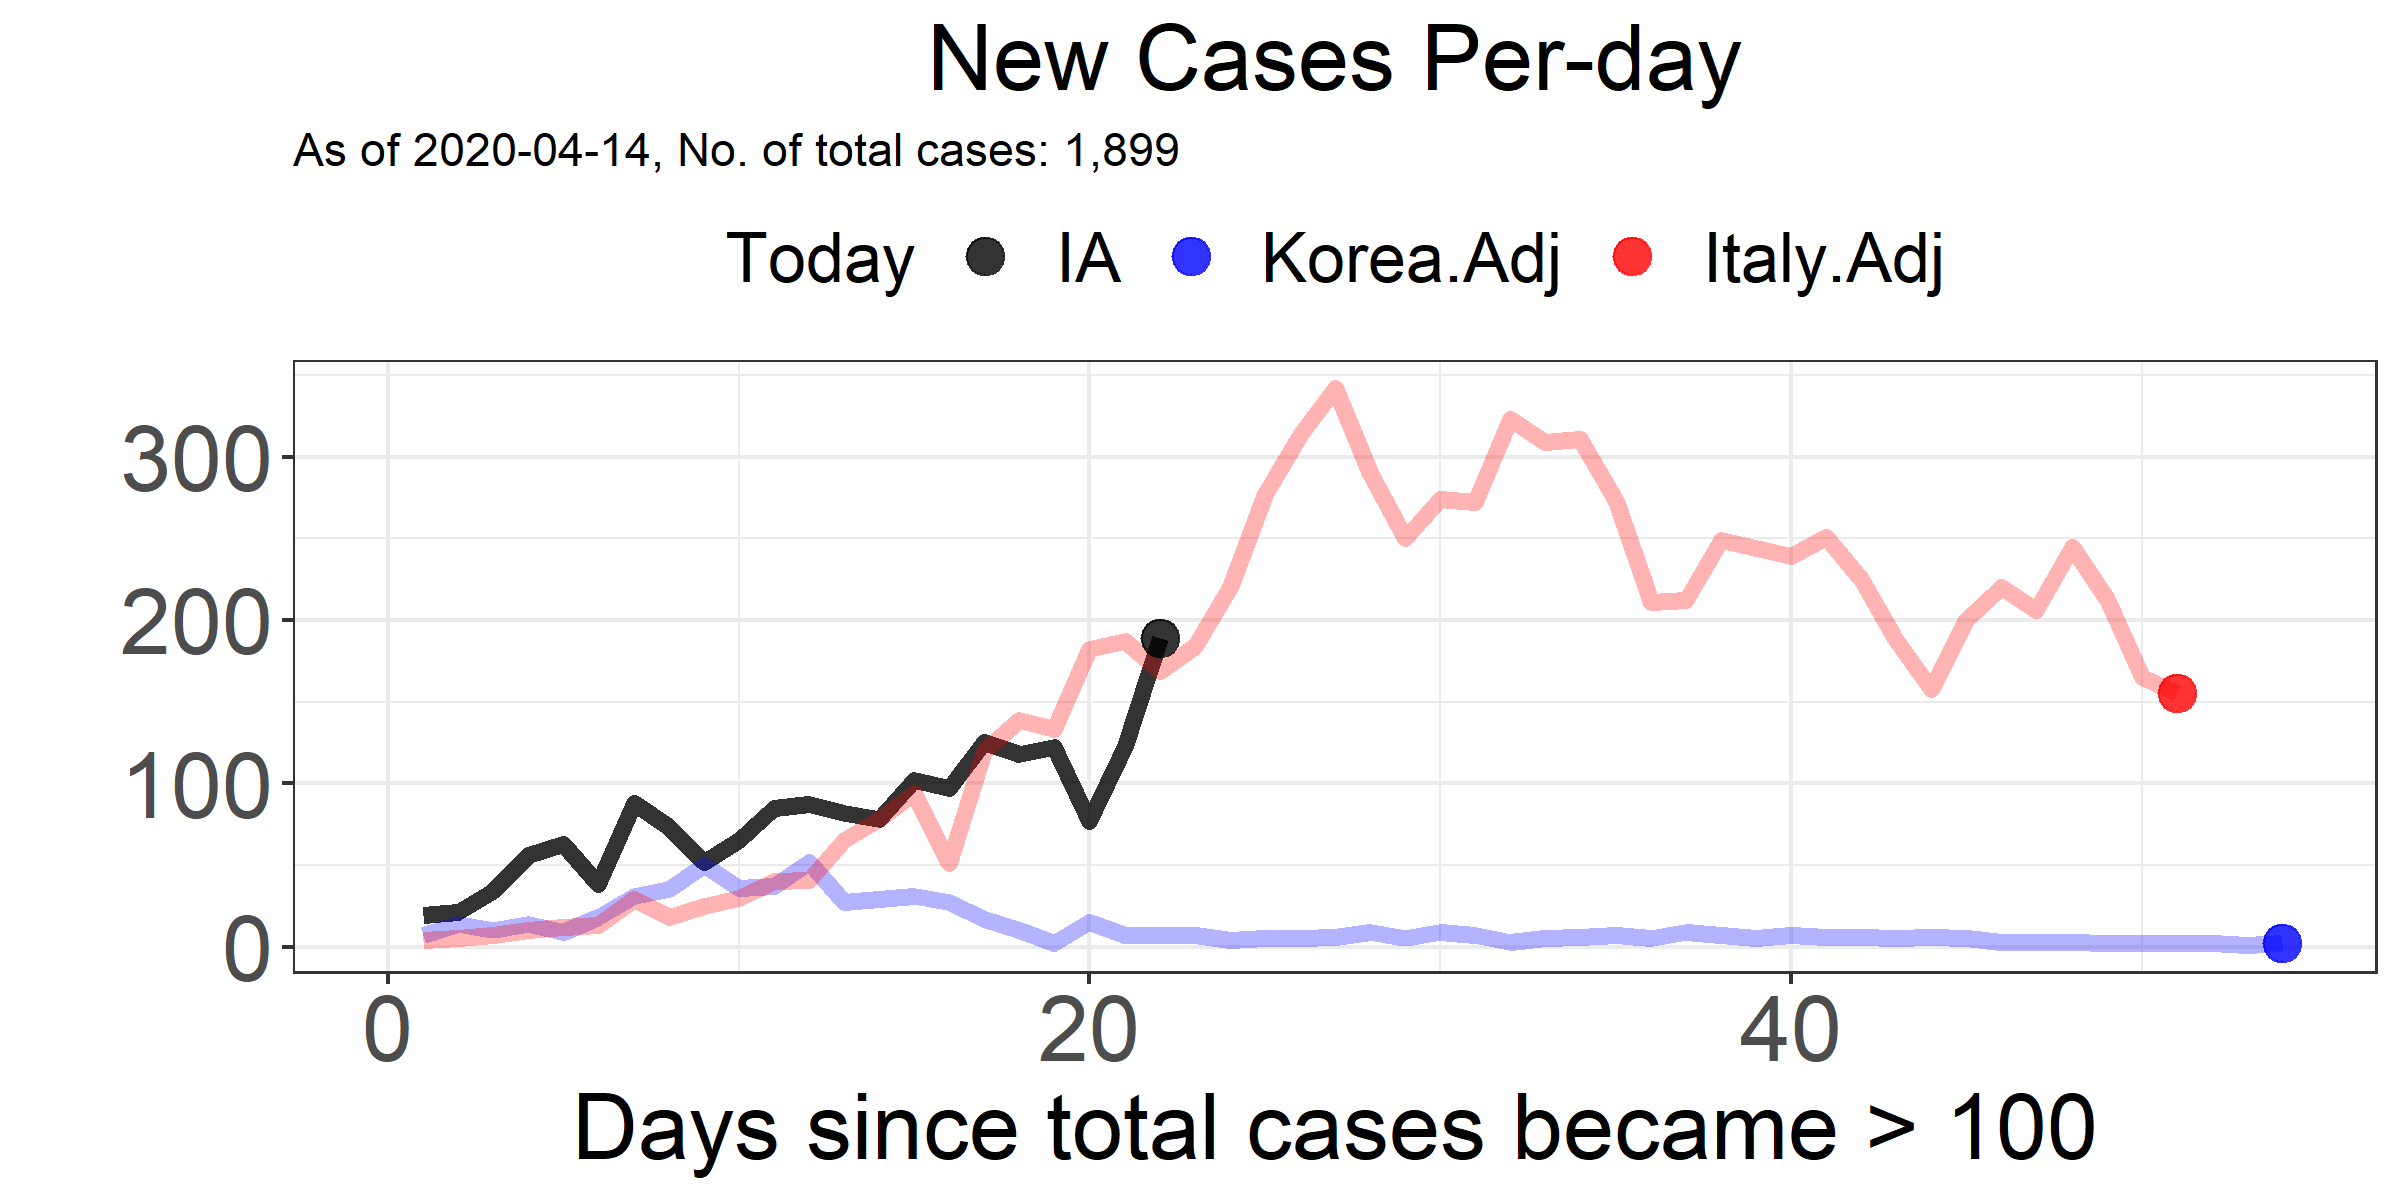 New Cases Per-day
As of 2020-04-14, No. of total cases: 1,899
Today IA Korea.Adj Italy.Adj
300
200
100
0
0 20 40
Days since total cases became > 100